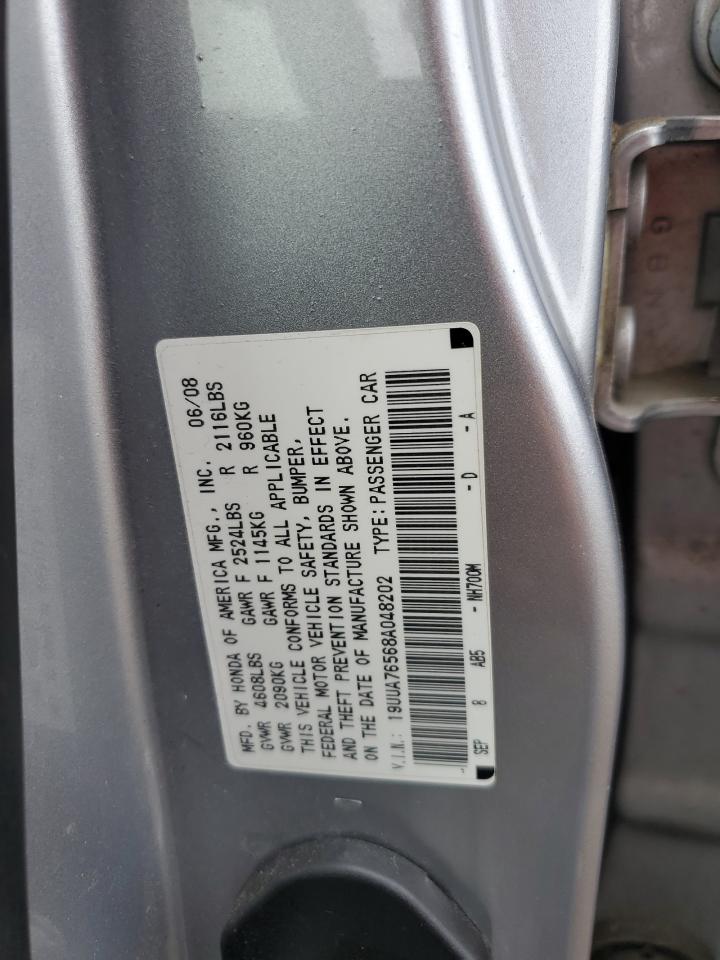 MFD. BY HONDA OF AMERICA MFG., INC. 06/08
GVWR 4608LBS GAWR F 2524LBS R 2116LBS
GVWR 2090KG GAWR F 1145KG R 960KG
THIS VEHICLE CONFORMS TO ALL APPLICABLE
FEDERAL MOTOR VEHICLE SAFETY, BUMPER,
AND THEFT PREVENTION STANDARDS IN EFFECT
ON THE DATE OF MANUFACTURE SHOWN ABOVE.
V.I.N.: 19UUA76568A048202 TYPE:PASSENGER CAR
SEP 8 AB5 -NH700M -D -A